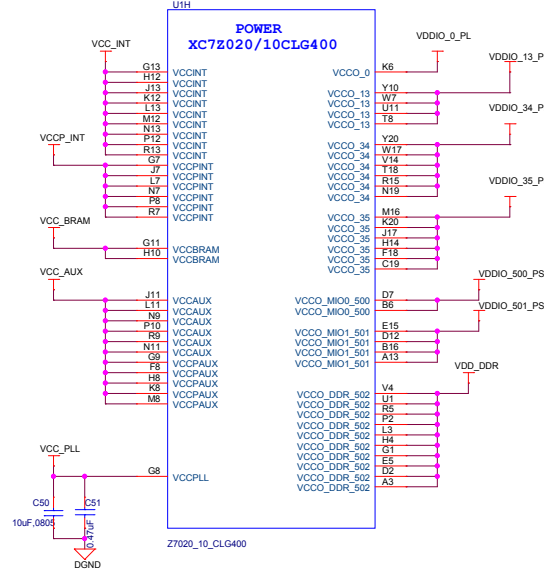 U1H
POWER
XC7Z020/10CLG400
VCC_INT
VDDIO_0_PL
VDDIO_13_P
G13 VCCINT
H12 VCCINT
J13 VCCINT
K12 VCCINT
L13 VCCINT
M12 VCCINT
N13 VCCINT
P12 VCCINT
R13 VCCINT
VCCP_INT
G7 VCCPINT
J7 VCCPINT
L7 VCCPINT
N7 VCCPINT
P8 VCCPINT
R7 VCCPINT
VCC_BRAM
G11 VCCBRAM
H10 VCCBRAM
VCC_AUX
J11 VCCAUX
L11 VCCAUX
N9 VCCAUX
P10 VCCAUX
R9 VCCAUX
N11 VCCAUX
G9 VCCPAUX
F8 VCCPAUX
H8 VCCPAUX
K8 VCCPAUX
M8 VCCPAUX
VCC_PLL
G8 VCCPLL
C50
10uF,0805
C51
0.47uF
DGND
VCCO_0 K6
VCCO_13 Y10
VCCO_13 W7
VCCO_13 U11
VCCO_13 T8
VDDIO_34_P
VCCO_34 Y20
VCCO_34 W17
VCCO_34 V14
VCCO_34 T18
VCCO_34 R15
VCCO_34 N19
VDDIO_35_P
VCCO_35 M16
VCCO_35 K20
VCCO_35 J17
VCCO_35 H14
VCCO_35 F18
VCCO_35 C19
VDDIO_500_PS
VCCO_MIO0_500 D7
VCCO_MIO0_500 B6
VDDIO_501_PS
VCCO_MIO1_501 E15
VCCO_MIO1_501 D12
VCCO_MIO1_501 B16
VCCO_MIO1_501 A13
VDD_DDR
VCCO_DDR_502 V4
VCCO_DDR_502 U1
VCCO_DDR_502 R5
VCCO_DDR_502 P2
VCCO_DDR_502 L3
VCCO_DDR_502 H4
VCCO_DDR_502 G1
VCCO_DDR_502 E5
VCCO_DDR_502 D2
VCCO_DDR_502 A3
Z7020_10_CLG400